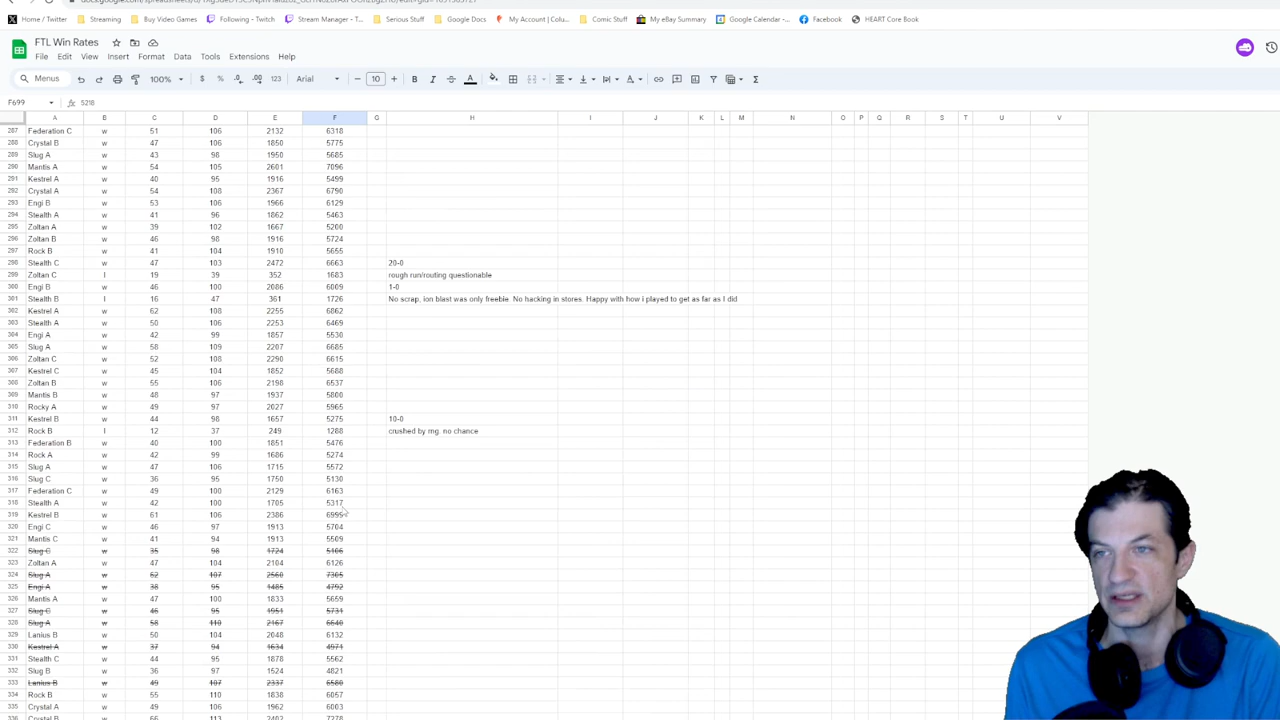 Home / Twitter
Streaming
Buy Video Games
Following - Twitch
Stream Manager - T...
Serious Stuff
Google Docs
My Account | Colu...
Comic Stuff
My eBay Summary
Google Calendar -...
Facebook
HEART Core Book
FTL Win Rates
File Edit View Insert Format Data Tools Extensions Help
Menus 100% $ % .0 .00 123 Arial 10
F699 fx 5218
A B C D E F G H I J K L M N O P Q R S T U V
287 Federation C w 51 106 2132 6318
288 Crystal B w 47 106 1850 5775
289 Slug A w 43 98 1950 5685
290 Mantis A w 54 105 2601 7096
291 Kestrel A w 40 95 1916 5499
292 Crystal A w 54 108 2367 6790
293 Engi B w 53 106 1966 6129
294 Stealth A w 41 96 1862 5463
295 Zoltan A w 39 102 1667 5200
296 Zoltan B w 46 98 1916 5724
297 Rock B w 41 104 1910 5655
298 Stealth C w 47 103 2472 6663 20-0
299 Zoltan C l 19 39 352 1683 rough run/routing questionable
300 Engi B w 46 100 2086 6009 1-0
301 Stealth B l 16 47 361 1726 No scrap, ion blast was only freebie. No hacking in stores. Happy with how i played to get as far as I did
302 Kestrel A w 62 108 2255 6862
303 Stealth A w 50 106 2253 6469
304 Engi A w 42 99 1857 5530
305 Slug A w 58 109 2207 6685
306 Zoltan C w 52 108 2290 6615
307 Kestrel C w 45 104 1852 5688
308 Zoltan B w 55 106 2198 6537
309 Mantis B w 48 97 1937 5800
310 Rocky A w 49 97 2027 5965
311 Kestrel B w 44 98 1657 5275 10-0
312 Rock B l 12 37 249 1288 crushed by rng. no chance
313 Federation B w 40 100 1851 5476
314 Rock A w 42 99 1686 5274
315 Slug A w 47 106 1715 5572
316 Slug C w 36 95 1750 5130
317 Federation C w 49 100 2129 6163
318 Stealth A w 42 100 1705 5317
319 Kestrel B w 61 106 2386 6995
320 Engi C w 46 97 1913 5704
321 Mantis C w 41 94 1913 5509
322 Slug C w 35 98 1724 5106
323 Zoltan A w 47 104 2104 6126
324 Slug A w 62 107 2560 7305
325 Engi A w 38 95 1485 4792
326 Mantis A w 47 100 1833 5659
327 Slug C w 46 95 1951 5731
328 Slug A w 58 110 2167 6640
329 Lanius B w 50 104 2048 6132
330 Kestrel A w 37 94 1634 4971
331 Stealth C w 44 95 1878 5562
332 Slug B w 36 97 1524 4821
333 Lanius B w 49 107 2337 6580
334 Rock B w 55 110 1838 6057
335 Crystal A w 49 106 1962 6003
336 Crystal B w 66 113 2402 7278